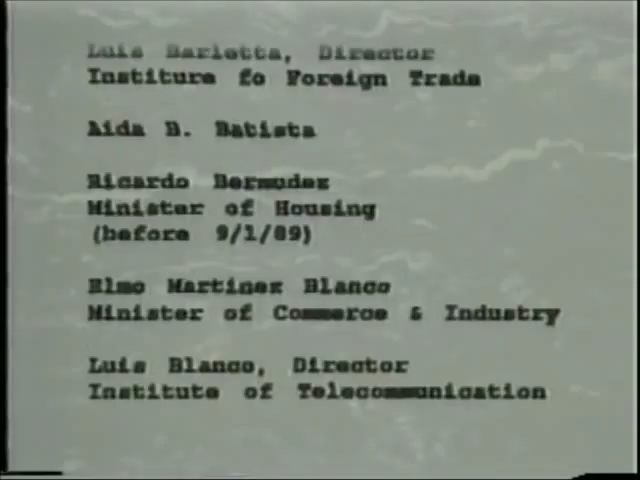 Luis Barletta, Director
Institure fo Foreign Trade
Aida B. Batista
Ricardo Bermudez
Minister of Housing
(before 9/1/89)
Elmo Martinez Blanco
Minister of Commerce & Industry
Luis Blanco, Director
Institute of Telecommunication